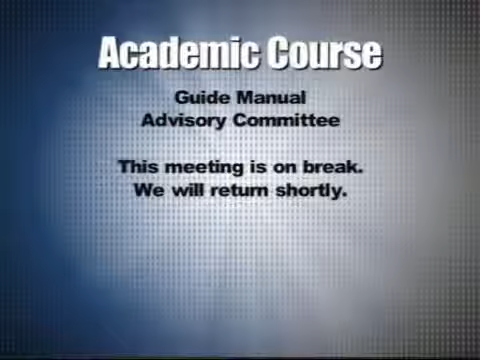 Academic Course
Guide Manual
Advisory Committee
This meeting is on break.
We will return shortly.